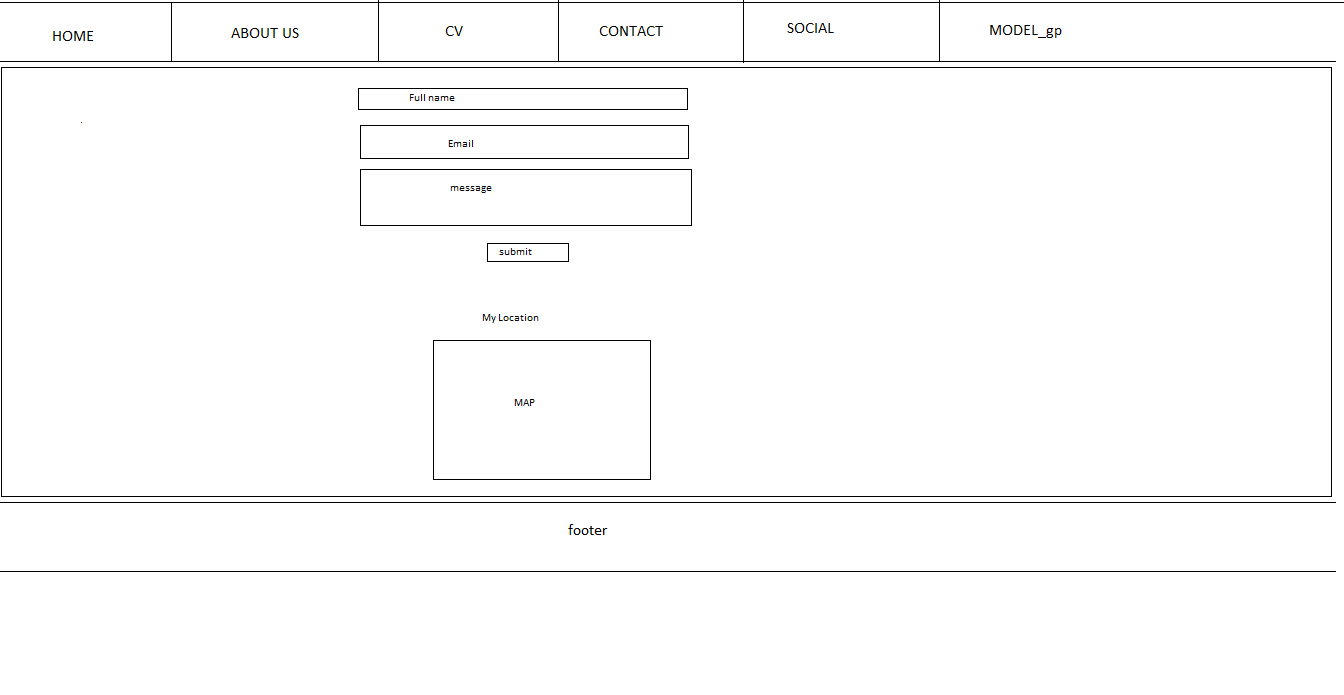 HOME ABOUT US CV CONTACT SOCIAL MODEL_gp
Full name
Email
message
submit
My Location
MAP
footer